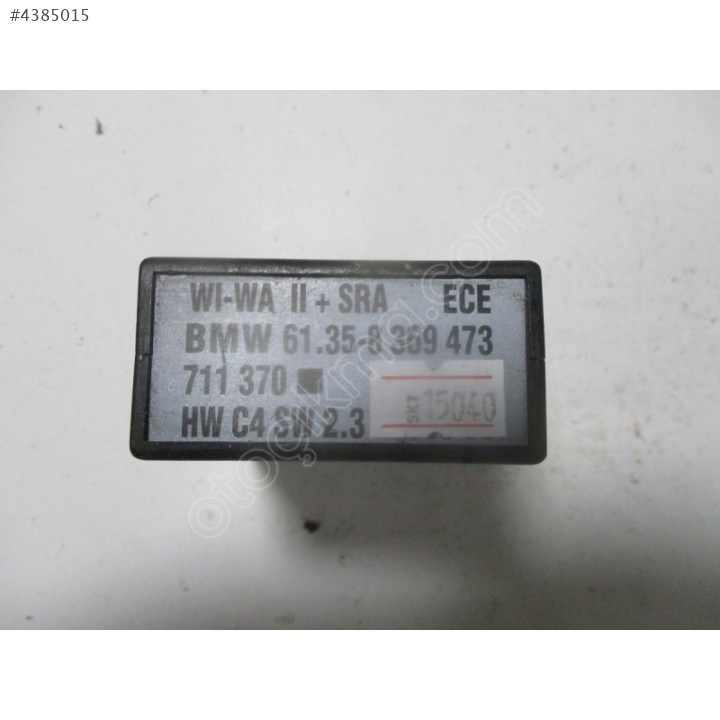 #4385015
WI-WA II + SRA ECE
BMW 61.35-8 369 473
711 370
HW C4 SW 2.3
SKT 15040
otoçıkma.com